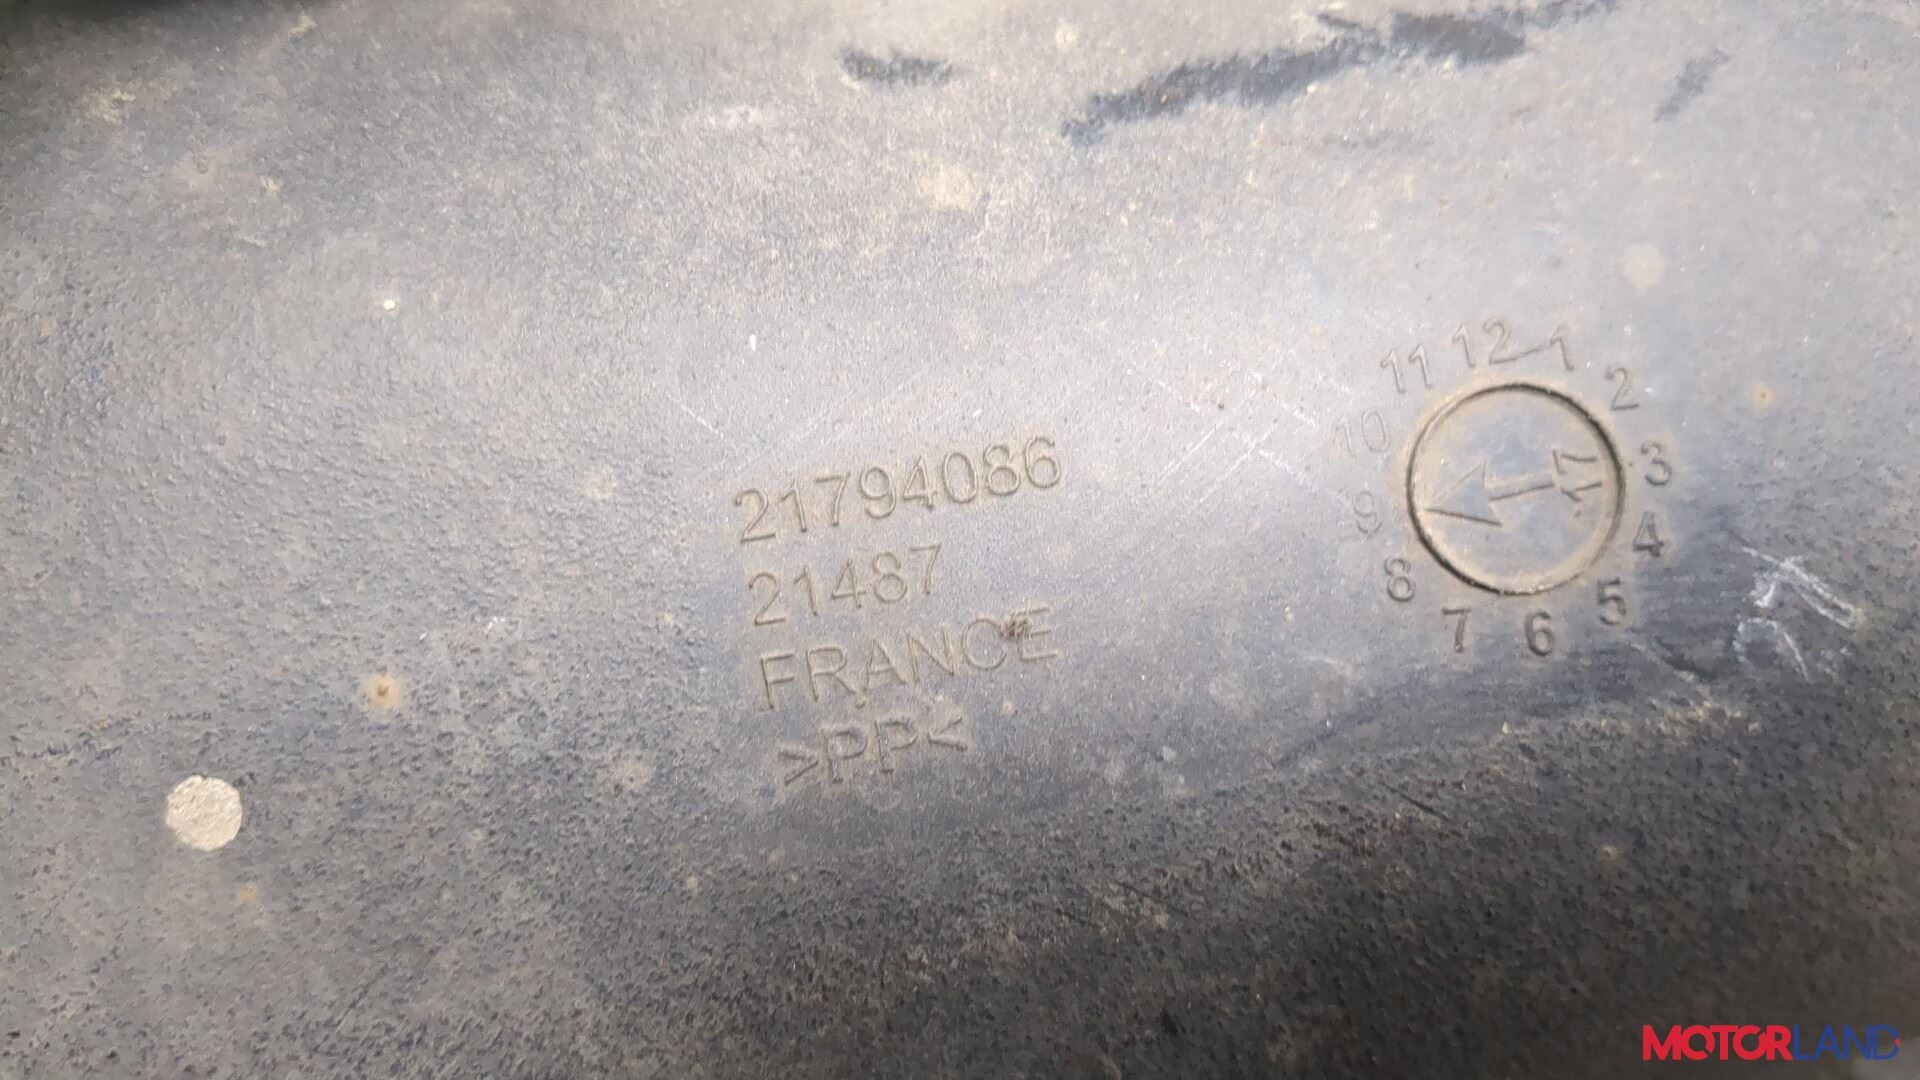 21794086
21487
FRANCE
>PP<
12 1 2 3 4 5 6 7 8 9 10 11
17
MOTORLAND